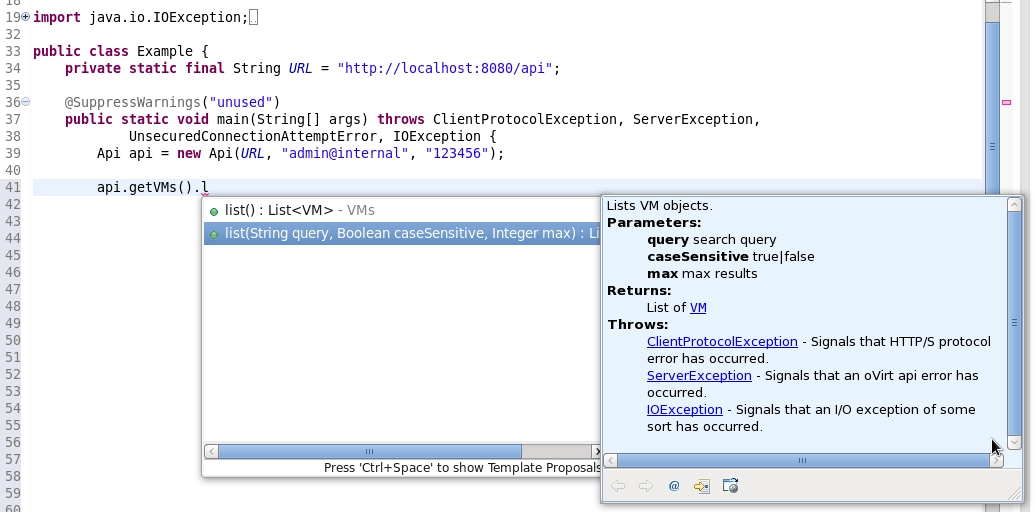 18
19 import java.io.IOException;
32
33 public class Example {
34 private static final String URL = "http://localhost:8080/api";
35
36 @SuppressWarnings("unused")
37 public static void main(String[] args) throws ClientProtocolException, ServerException,
38 UnsecuredConnectionAttemptError, IOException {
39 Api api = new Api(URL, "admin@internal", "123456");
40
41 api.getVMs().l
42
43
44
45
46
47
48
49
50
51
52
53
54
55
56
57
58
59
60
list() : List<VM> - VMs
list(String query, Boolean caseSensitive, Integer max) : Li
Press 'Ctrl+Space' to show Template Proposals
Lists VM objects.
Parameters:
query search query
caseSensitive true|false
max max results
Returns:
List of VM
Throws:
ClientProtocolException - Signals that HTTP/S protocol
error has occurred.
ServerException - Signals that an oVirt api error has
occurred.
IOException - Signals that an I/O exception of some
sort has occurred.
@